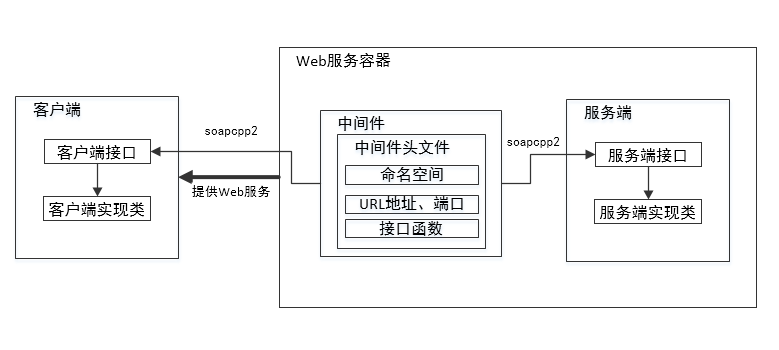 Web服务容器
客户端
客户端接口
客户端实现类
soapcpp2
提供Web服务
中间件
中间件头文件
命名空间
URL地址、端口
接口函数
soapcpp2
服务端
服务端接口
服务端实现类